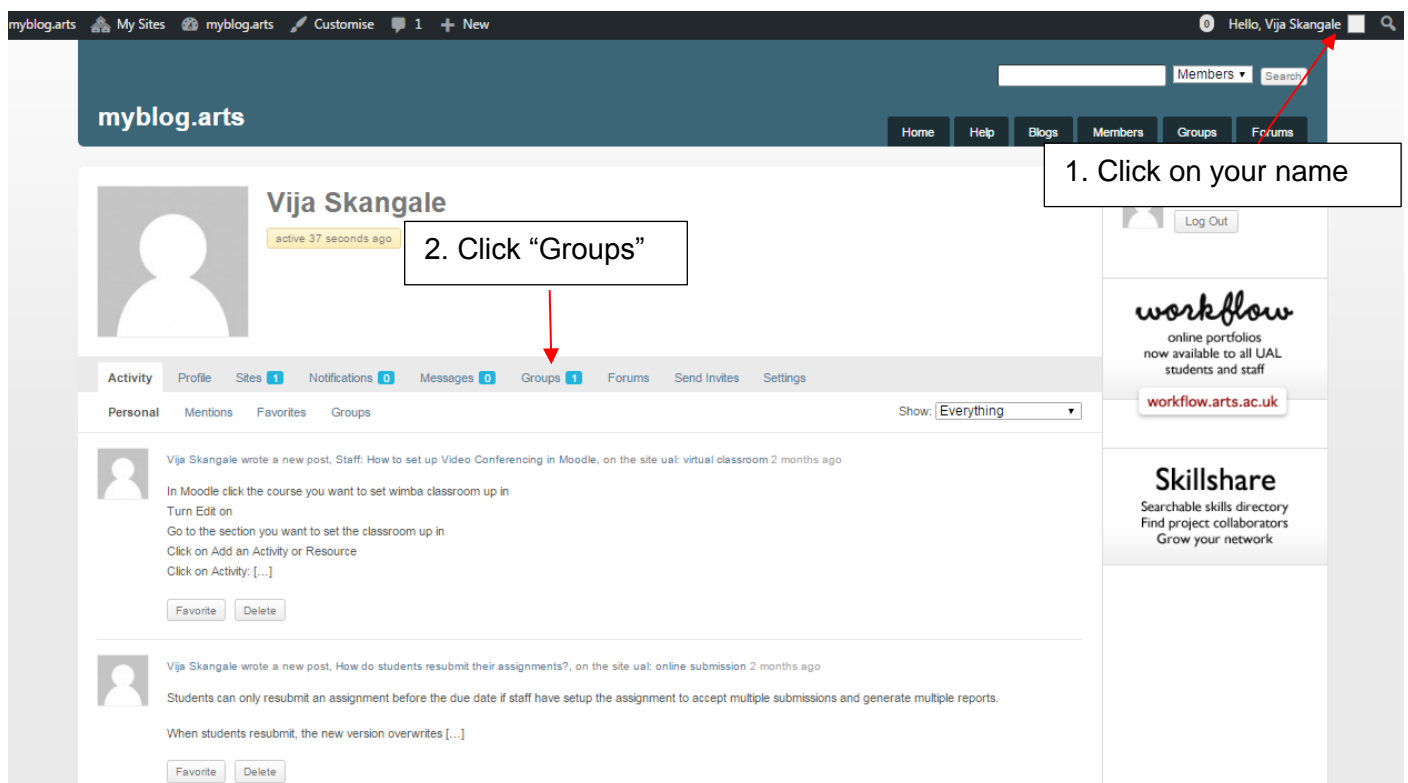 myblog.arts My Sites myblog.arts Customise 1 + New 0 Hello, Vija Skangale
Members ▾ Search
myblog.arts
Home Help Blogs Members Groups Forums
1. Click on your name
Vija Skangale
active 37 seconds ago
2. Click “Groups”
Log Out
workflow
online portfolios
now available to all UAL
students and staff
workflow.arts.ac.uk
Activity Profile Sites 1 Notifications 0 Messages 0 Groups 1 Forums Send Invites Settings
Personal Mentions Favorites Groups Show: Everything ▾
Vija Skangale wrote a new post, Staff: How to set up Video Conferencing in Moodle, on the site ual: virtual classroom 2 months ago
In Moodle click the course you want to set wimba classroom up in
Turn Edit on
Go to the section you want to set the classroom up in
Click on Add an Activity or Resource
Click on Activity: […]
Favorite Delete
Skillshare
Searchable skills directory
Find project collaborators
Grow your network
Vija Skangale wrote a new post, How do students resubmit their assignments?, on the site ual: online submission 2 months ago
Students can only resubmit an assignment before the due date if staff have setup the assignment to accept multiple submissions and generate multiple reports.
When students resubmit, the new version overwrites […]
Favorite Delete